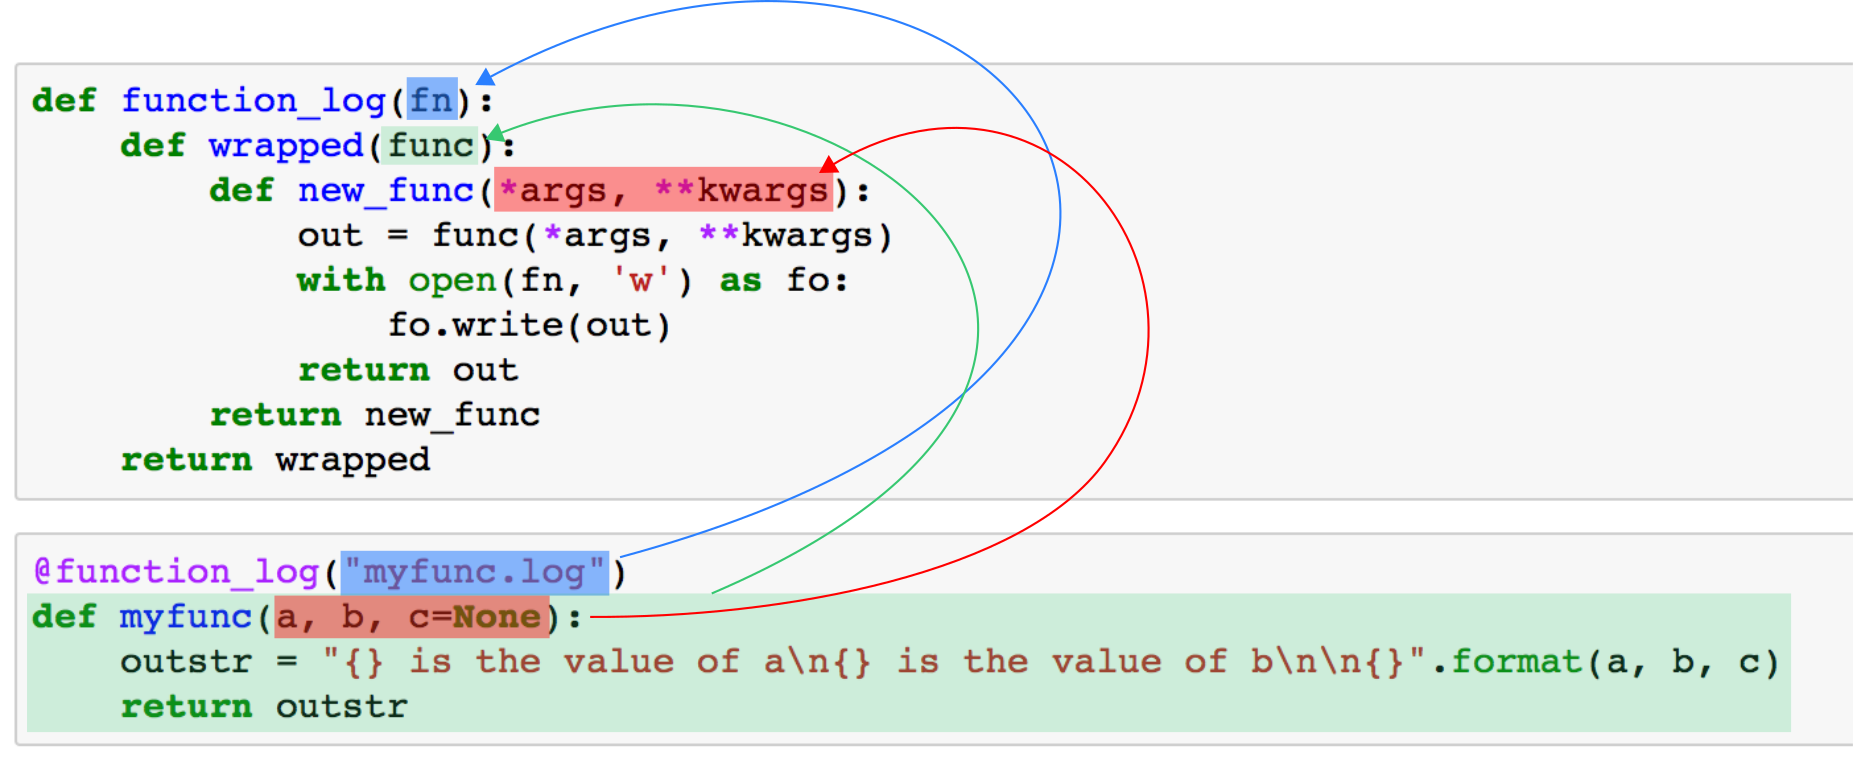 def function_log(fn):
    def wrapped(func):
        def new_func(*args, **kwargs):
            out = func(*args, **kwargs)
            with open(fn, 'w') as fo:
                fo.write(out)
            return out
        return new_func
    return wrapped
@function_log("myfunc.log")
def myfunc(a, b, c=None):
    outstr = "{} is the value of a\n{} is the value of b\n\n{}".format(a, b, c)
    return outstr